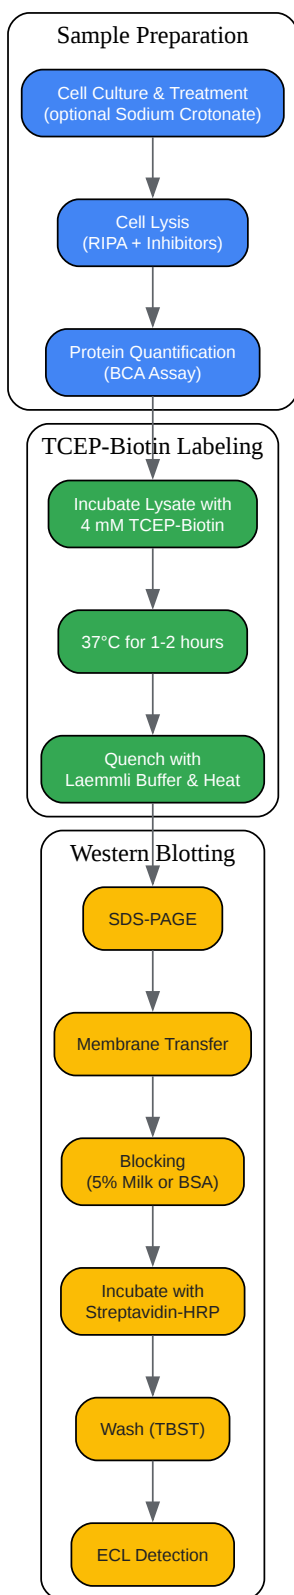 Sample Preparation
Cell Culture & Treatment
(optional Sodium Crotonate)
Cell Lysis
(RIPA + Inhibitors)
Protein Quantification
(BCA Assay)
TCEP-Biotin Labeling
Incubate Lysate with
4 mM TCEP-Biotin
37°C for 1-2 hours
Quench with
Laemmli Buffer & Heat
Western Blotting
SDS-PAGE
Membrane Transfer
Blocking
(5% Milk or BSA)
Incubate with
Streptavidin-HRP
Wash (TBST)
ECL Detection